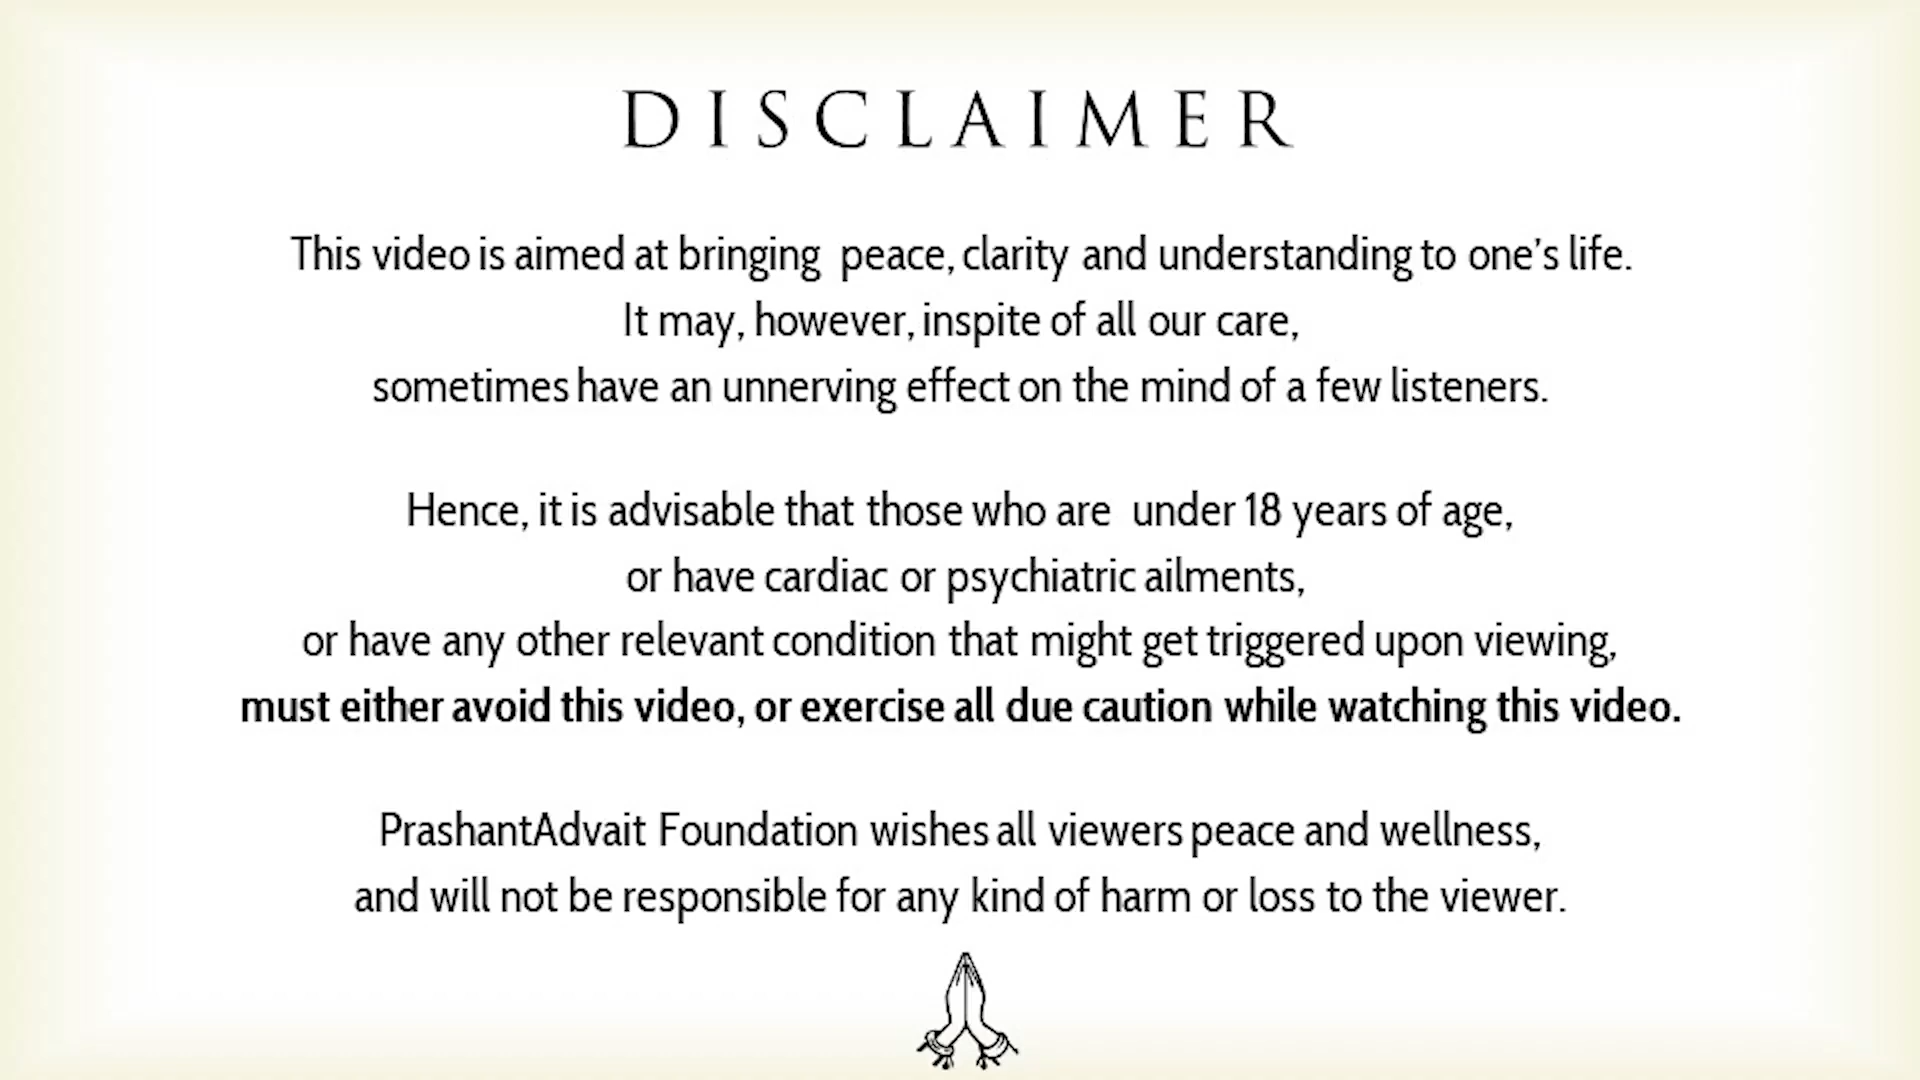 DISCLAIMER
This video is aimed at bringing peace, clarity and understanding to one's life.
It may, however, inspite of all our care,
sometimes have an unnerving effect on the mind of a few listeners.
Hence, it is advisable that those who are under 18 years of age,
or have cardiac or psychiatric ailments,
or have any other relevant condition that might get triggered upon viewing,
must either avoid this video, or exercise all due caution while watching this video.
PrashantAdvait Foundation wishes all viewers peace and wellness,
and will not be responsible for any kind of harm or loss to the viewer.